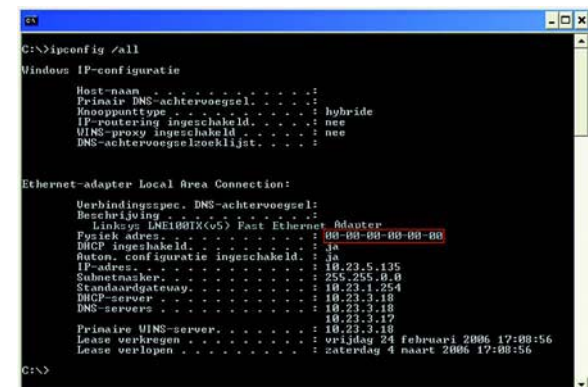 C:\>ipconfig /all
Windows IP-configuratie
Host-naam . . . . . . . . . . . .:
Primair DNS-achtervoegsel. . . . .:
Knooppunttype . . . . . . . . . . : hybride
IP-routering ingeschakeld. . . . .: nee
WINS-proxy ingeschakeld . . . . . : nee
DNS-achtervoegselzoeklijst. . . . :
Ethernet-adapter Local Area Connection:
Verbindingsspec. DNS-achtervoegsel:
Beschrijving . . . . . . . . . . :
Linksys LNE100TX(v5) Fast Ethernet Adapter
Fysiek adres. . . . . . . . . . . : 00-00-00-00-00-00
DHCP ingeshakeld. . . . . . . . . : ja
Autom. configuratie ingeschakeld. : ja
IP-adres. . . . . . . . . . . . . : 10.23.5.135
Subnetmasker. . . . . . . . . . . : 255.255.0.0
Standaardgateway. . . . . . . . . : 10.23.1.254
DHCP-server . . . . . . . . . . . : 10.23.3.18
DNS-servers . . . . . . . . . . . : 10.23.3.18
10.23.3.17
Primaire WINS-server. . . . . . . : 10.23.3.18
Lease verkregen . . . . . . . . . : vrijdag 24 februari 2006 17:08:56
Lease verlopen . . . . . . . . . : zaterdag 4 maart 2006 17:08:56
C:\>